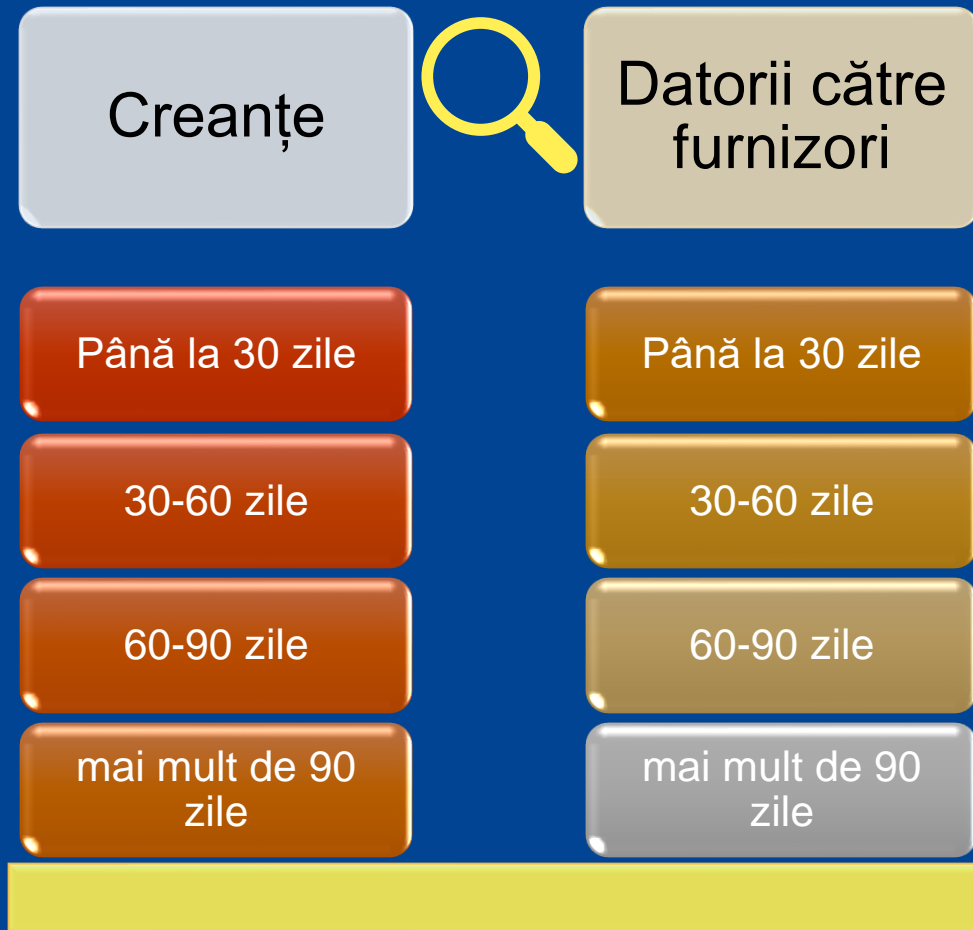 Creanțe
Datorii către
furnizori
Până la 30 zile
30-60 zile
60-90 zile
mai mult de 90
zile
Până la 30 zile
30-60 zile
60-90 zile
mai mult de 90
zile